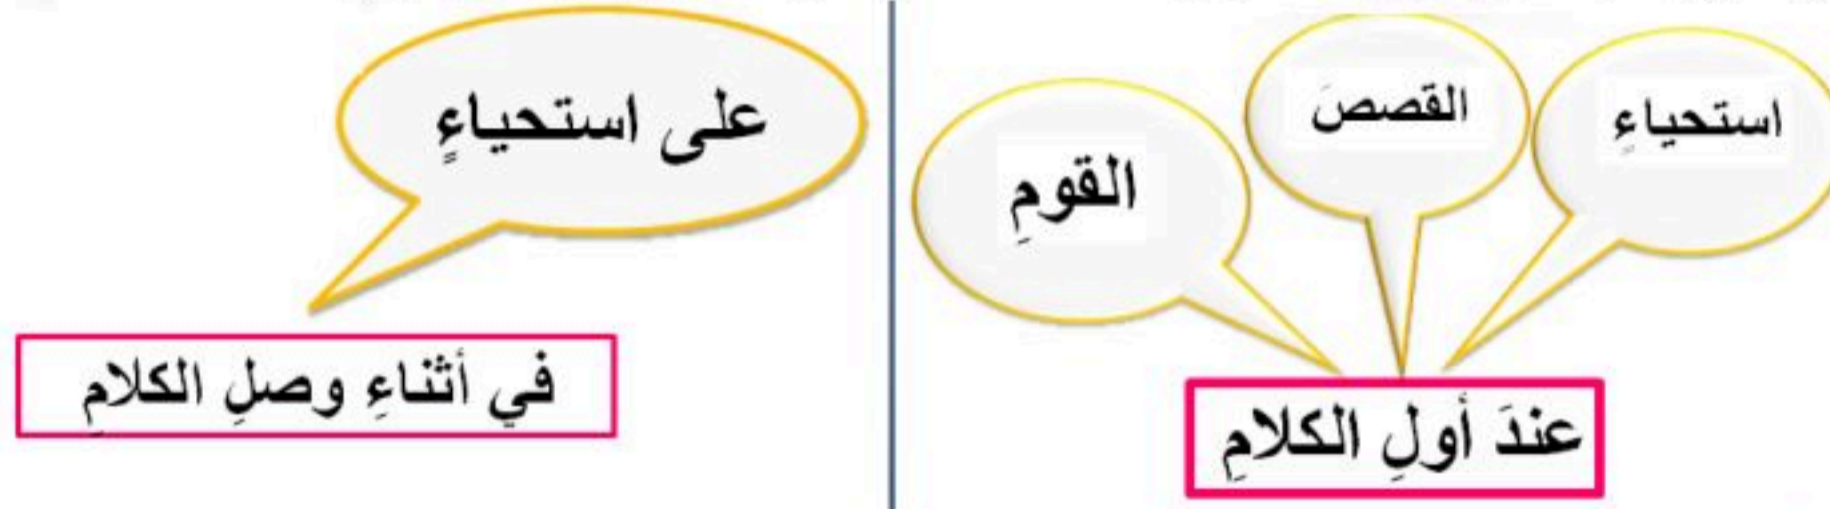 استحياءٍ
القصصَ
القومِ
عندَ أولِ الكلامِ
على استحياءٍ
في أثناءِ وصلِ الكلامِ